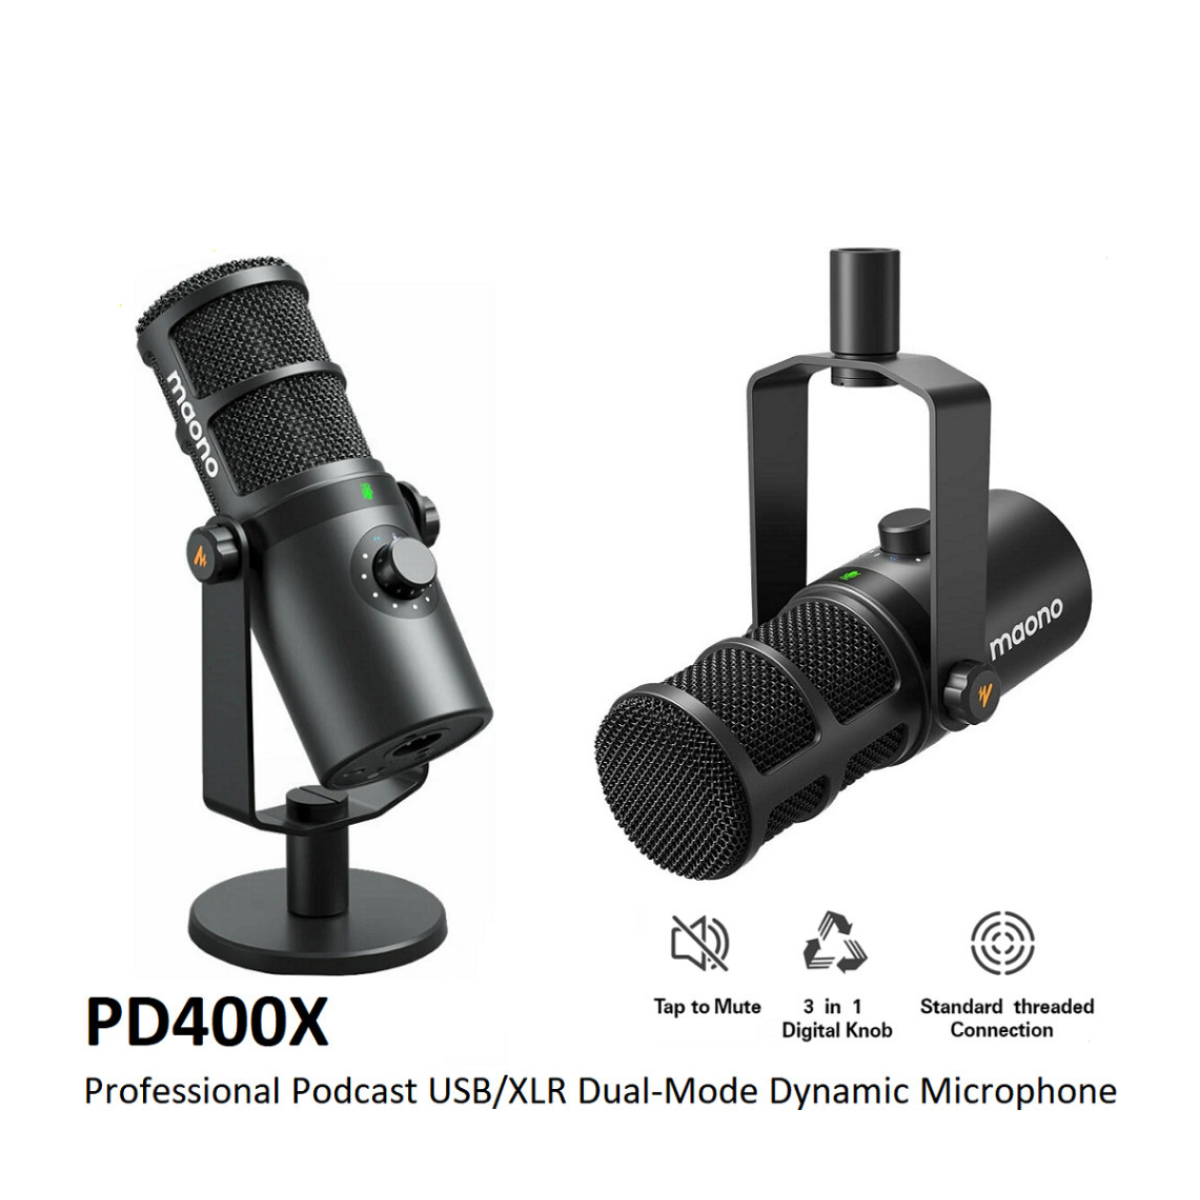 maono
maono
Tap to Mute
3 in 1
Digital Knob
Standard threaded
Connection
PD400X
Professional Podcast USB/XLR Dual-Mode Dynamic Microphone